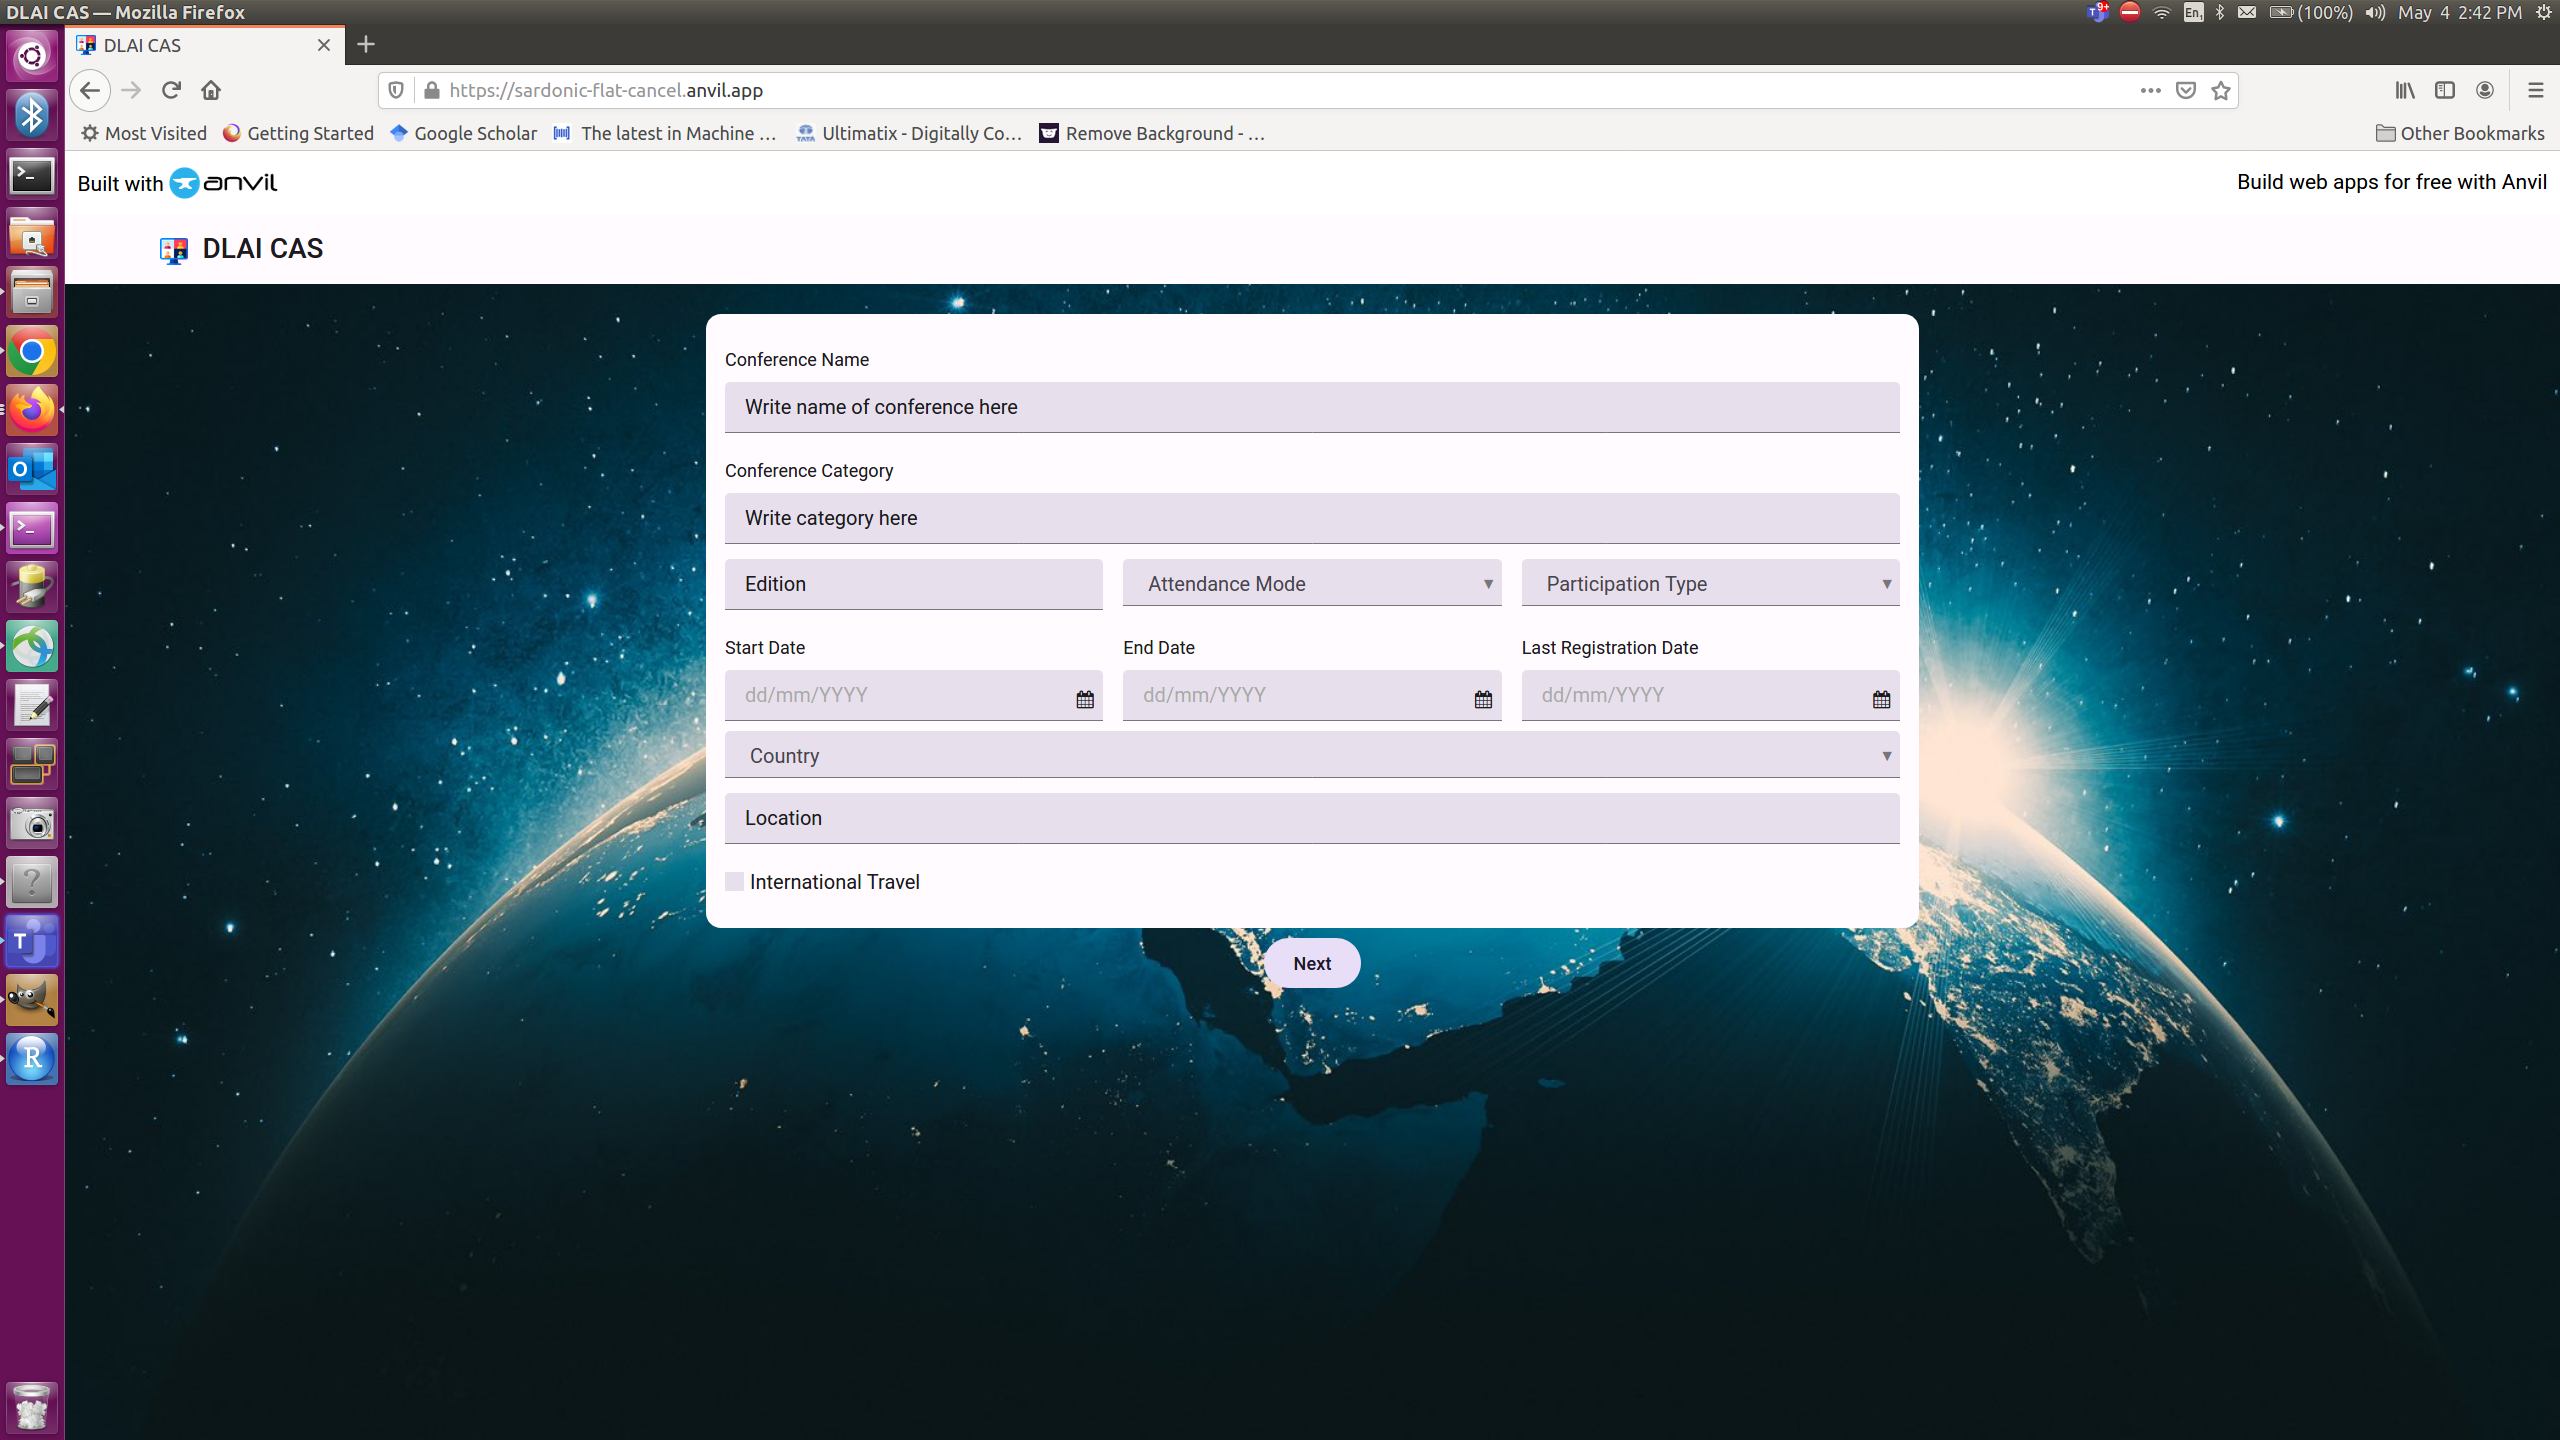 DLAI CAS — Mozilla Firefox
9+
En1
(100%)
May 4 2:42 PM
DLAI CAS
https://sardonic-flat-cancel.anvil.app
Most Visited
Getting Started
Google Scholar
The latest in Machine …
Ultimatix - Digitally Co…
Remove Background - …
Other Bookmarks
Built with anvil
Build web apps for free with Anvil
DLAI CAS
Conference Name
Write name of conference here
Conference Category
Write category here
Edition
Attendance Mode
Participation Type
Start Date
End Date
Last Registration Date
dd/mm/YYYY
dd/mm/YYYY
dd/mm/YYYY
Country
Location
International Travel
Next